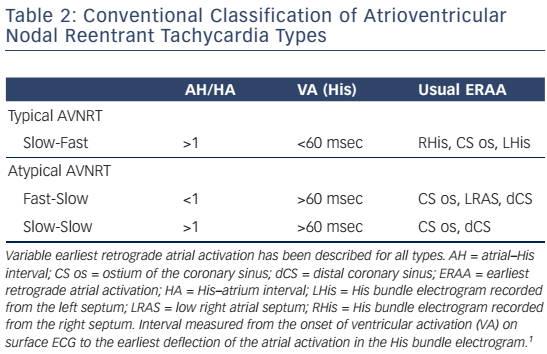 Table 2: Conventional Classification of Atrioventricular
Nodal Reentrant Tachycardia Types
AH/HA VA (His) Usual ERAA
Typical AVNRT
Slow-Fast >1 <60 msec RHis, CS os, LHis
Atypical AVNRT
Fast-Slow <1 >60 msec CS os, LRAS, dCS
Slow-Slow >1 >60 msec CS os, dCS
Variable earliest retrograde atrial activation has been described for all types. AH = atrial–His
interval; CS os = ostium of the coronary sinus; dCS = distal coronary sinus; ERAA = earliest
retrograde atrial activation; HA = His–atrium interval; LHis = His bundle electrogram recorded
from the left septum; LRAS = low right atrial septum; RHis = His bundle electrogram recorded
from the right septum. Interval measured from the onset of ventricular activation (VA) on
surface ECG to the earliest deflection of the atrial activation in the His bundle electrogram.¹